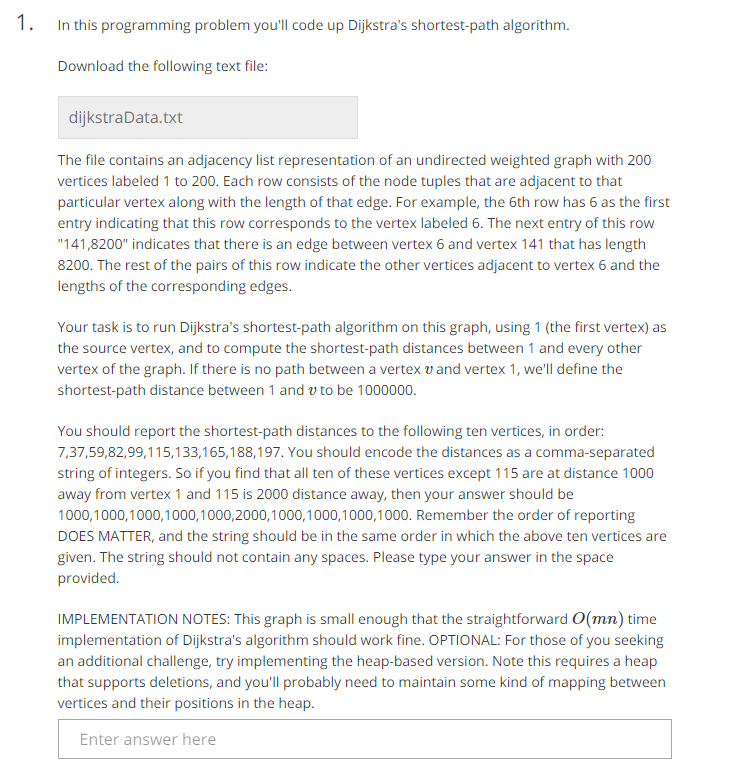 1. In this programming problem you'll code up Dijkstra's shortest-path algorithm.
Download the following text file:
dijkstraData.txt
The file contains an adjacency list representation of an undirected weighted graph with 200
vertices labeled 1 to 200. Each row consists of the node tuples that are adjacent to that
particular vertex along with the length of that edge. For example, the 6th row has 6 as the first
entry indicating that this row corresponds to the vertex labeled 6. The next entry of this row
"141,8200" indicates that there is an edge between vertex 6 and vertex 141 that has length
8200. The rest of the pairs of this row indicate the other vertices adjacent to vertex 6 and the
lengths of the corresponding edges.
Your task is to run Dijkstra's shortest-path algorithm on this graph, using 1 (the first vertex) as
the source vertex, and to compute the shortest-path distances between 1 and every other
vertex of the graph. If there is no path between a vertex v and vertex 1, we'll define the
shortest-path distance between 1 and v to be 1000000.
You should report the shortest-path distances to the following ten vertices, in order:
7,37,59,82,99,115,133,165,188,197. You should encode the distances as a comma-separated
string of integers. So if you find that all ten of these vertices except 115 are at distance 1000
away from vertex 1 and 115 is 2000 distance away, then your answer should be
1000,1000,1000,1000,1000,2000,1000,1000,1000,1000. Remember the order of reporting
DOES MATTER, and the string should be in the same order in which the above ten vertices are
given. The string should not contain any spaces. Please type your answer in the space
provided.
IMPLEMENTATION NOTES: This graph is small enough that the straightforward O(mn) time
implementation of Dijkstra's algorithm should work fine. OPTIONAL: For those of you seeking
an additional challenge, try implementing the heap-based version. Note this requires a heap
that supports deletions, and you'll probably need to maintain some kind of mapping between
vertices and their positions in the heap.
Enter answer here